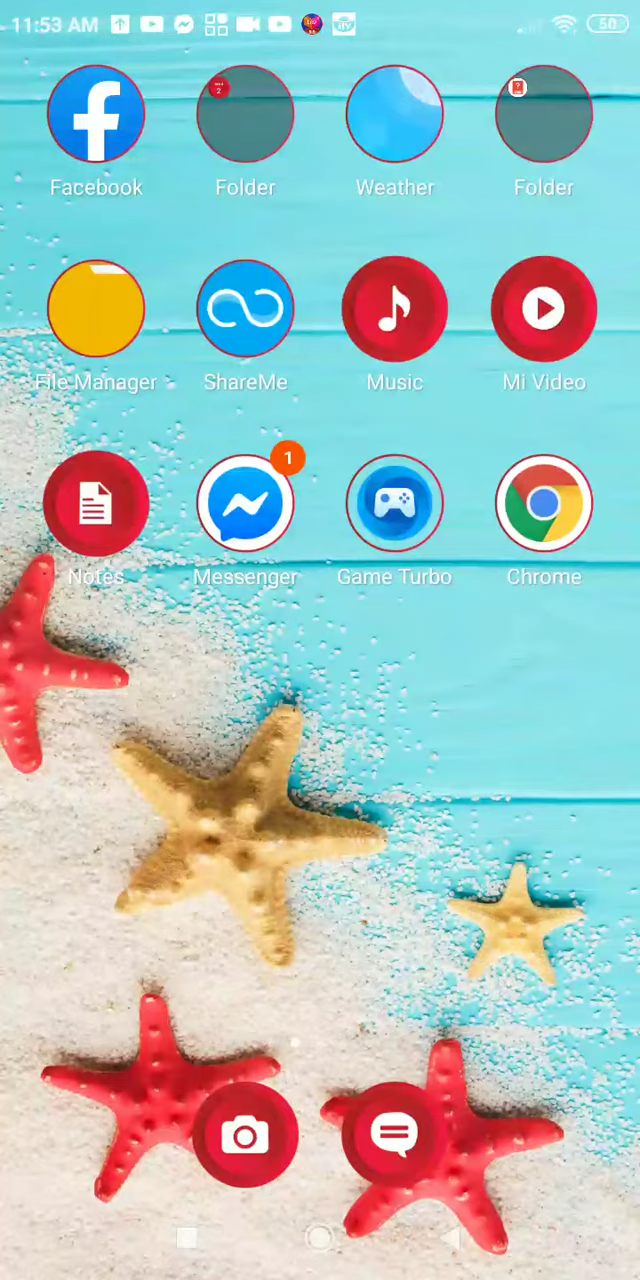 11:53 AM 50
Facebook Folder Weather Folder
File Manager ShareMe Music Mi Video
1
Notes Messenger Game Turbo Chrome